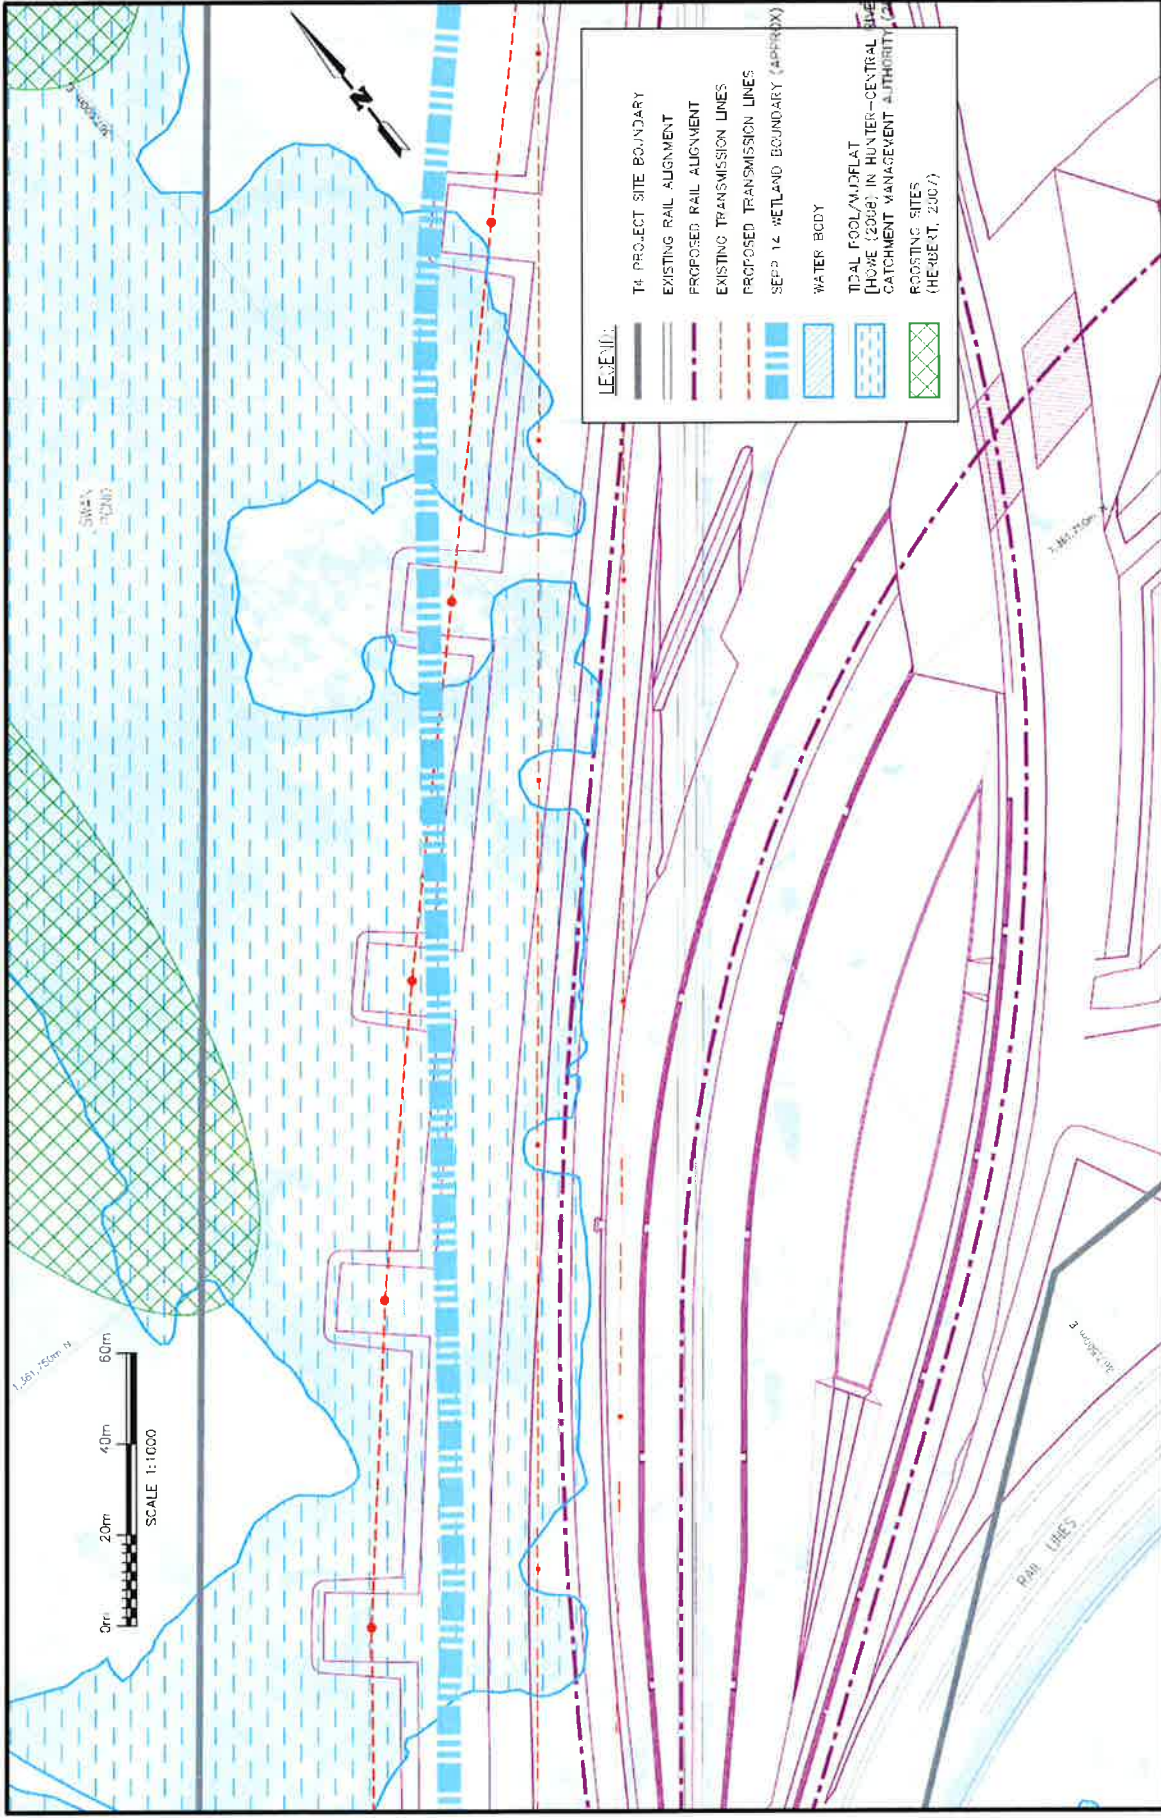 SWAN
POND
N
0m 20m 40m 60m
SCALE 1:1000
LEGEND:
T4 PROJECT SITE BOUNDARY
EXISTING RAIL ALIGNMENT
PROPOSED RAIL ALIGNMENT
EXISTING TRANSMISSION LINES
PROPOSED TRANSMISSION LINES
SEPP 14 WETLAND BOUNDARY (APPROX)
WATER BODY
TIDAL POOL/MUDFLAT
[HOWE (2008) IN HUNTER-CENTRAL
CATCHMENT MANAGEMENT AUTHORITY
ROOSTING SITES
(HERBERT, 2007)
RAIL LINES